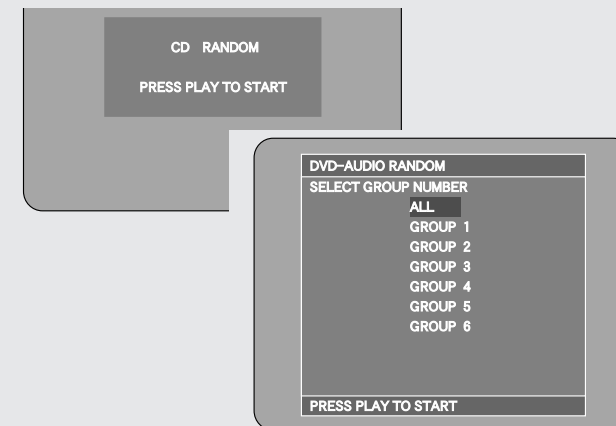 CD RANDOM
PRESS PLAY TO START
DVD-AUDIO RANDOM
SELECT GROUP NUMBER
ALL
GROUP 1
GROUP 2
GROUP 3
GROUP 4
GROUP 5
GROUP 6
PRESS PLAY TO START